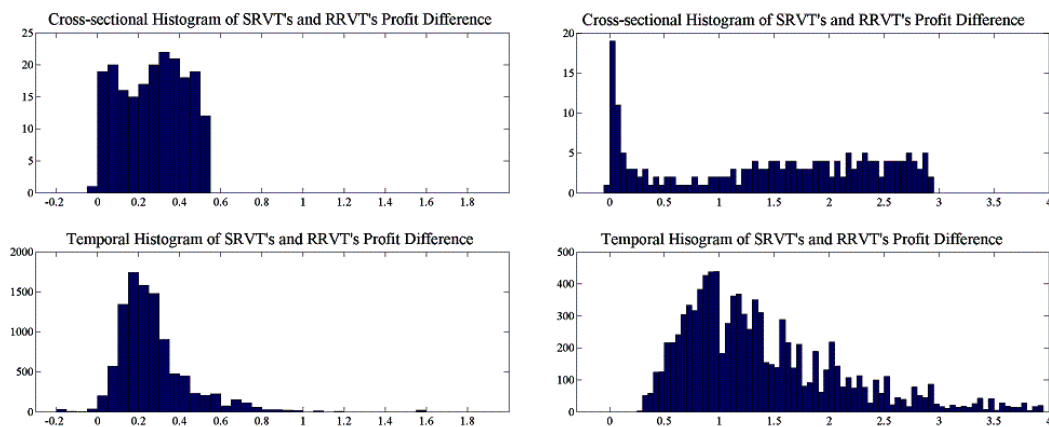 Cross-sectional Histogram of SRVT's and RRVT's Profit Difference
25
20
15
10
5
0
-0.2 0 0.2 0.4 0.6 0.8 1 1.2 1.4 1.6 1.8
Cross-sectional Histogram of SRVT's and RRVT's Profit Difference
20
15
10
5
0
0 0.5 1 1.5 2 2.5 3 3.5 4
Temporal Histogram of SRVT's and RRVT's Profit Difference
2000
1500
1000
500
0
-0.2 0 0.2 0.4 0.6 0.8 1 1.2 1.4 1.6 1.8
Temporal Hisogram of SRVT's and RRVT's Profit Difference
500
400
300
200
100
0
0 0.5 1 1.5 2 2.5 3 3.5 4